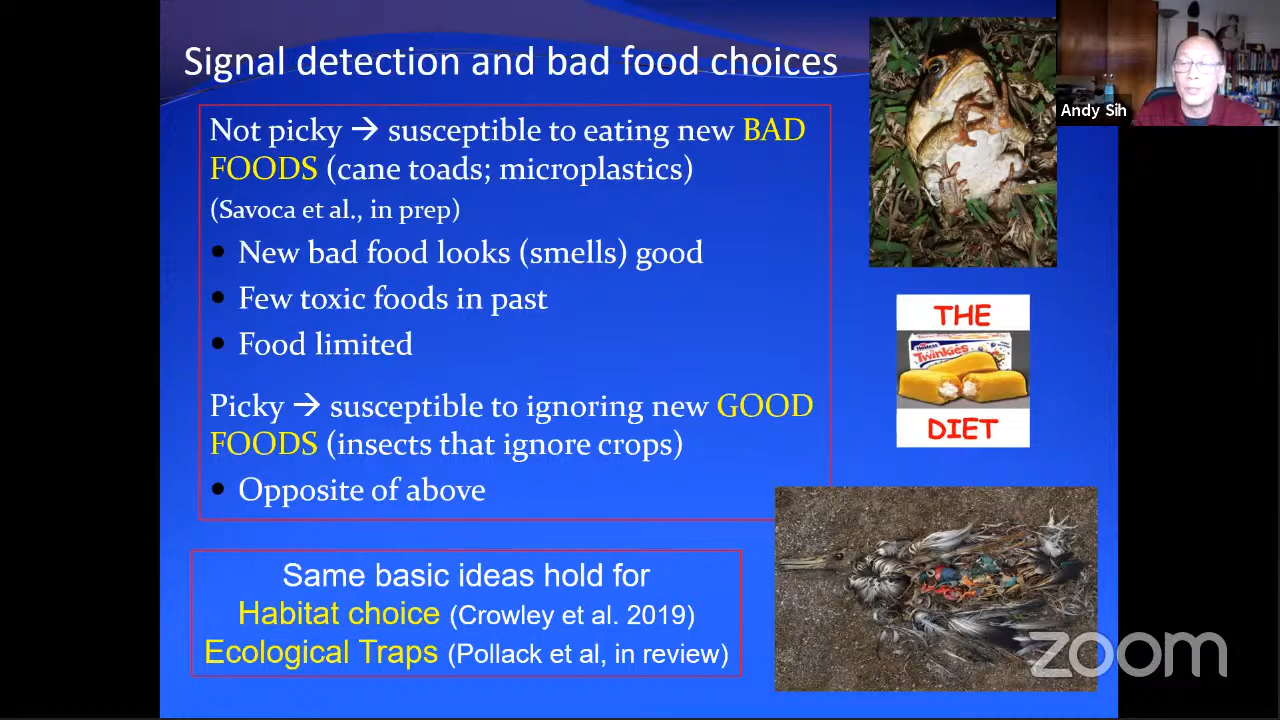 Signal detection and bad food choices
Not picky → susceptible to eating new BAD
FOODS (cane toads; microplastics)
(Savoca et al., in prep)
• New bad food looks (smells) good
• Few toxic foods in past
• Food limited
Picky → susceptible to ignoring new GOOD
FOODS (insects that ignore crops)
• Opposite of above
Same basic ideas hold for
Habitat choice (Crowley et al. 2019)
Ecological Traps (Pollack et al, in review)
Andy Sih
THE
Hostess
Twinkies
DIET
zoom